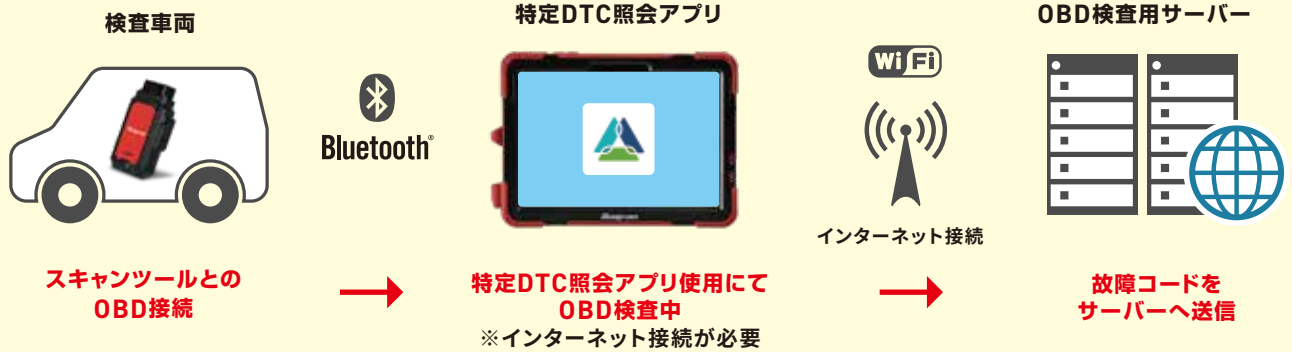 検査車両
特定DTC照会アプリ
OBD検査用サーバー
Bluetooth®
Wi Fi
インターネット接続
スキャンツールとの
OBD接続
特定DTC照会アプリ使用にて
OBD検査中
※インターネット接続が必要
故障コードを
サーバーへ送信